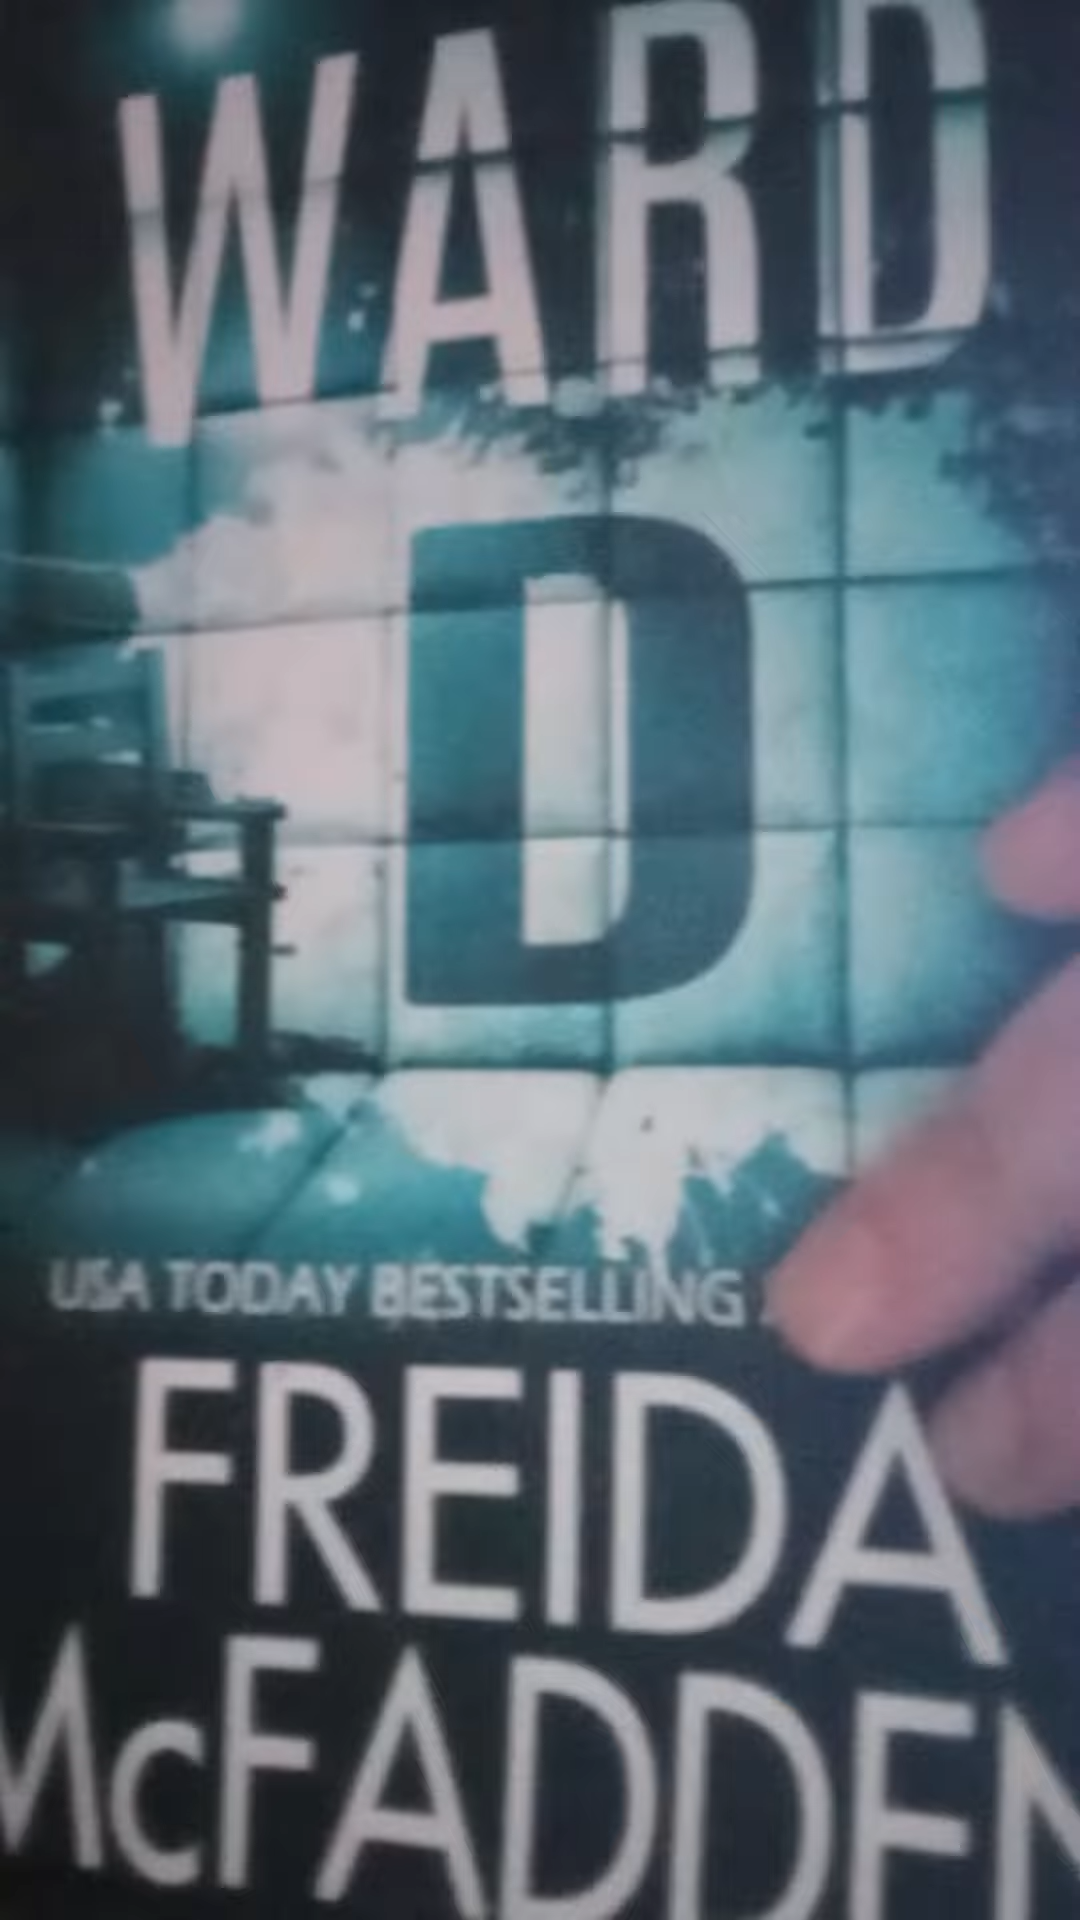 WARD
D
USA TODAY BESTSELLING
FREIDA
McFADDEN